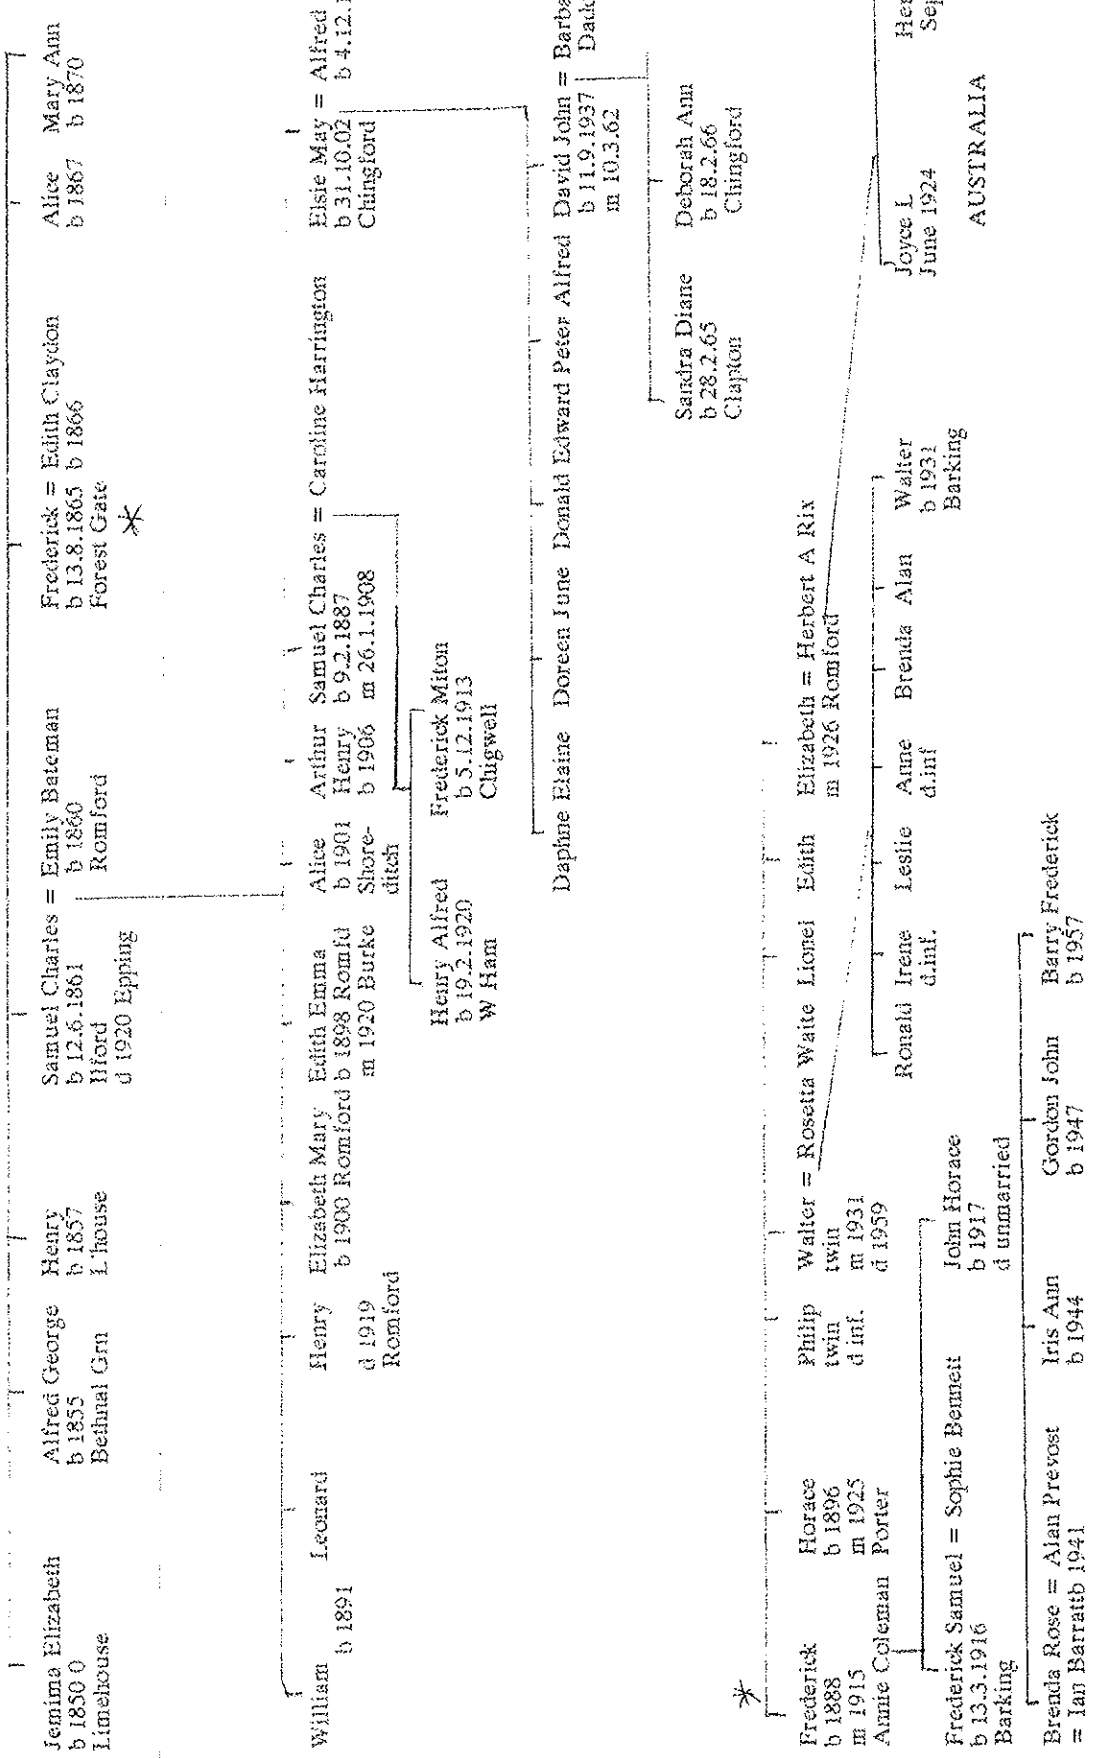 Jemima Elizabeth
b 1850 0
Limehouse
Alfred George
b 1855
Bethnal Grn
Henry
b 1857
L'house
Samuel Charles = Emily Bateman
b 12.6.1861 b 1860
Ilford Romford
d 1920 Epping
Frederick = Edith Claydon
b 13.8.1865 b 1866
Forest Gate
*
Alice
b 1867
Mary Ann
b 1870
William
b 1891
Leonard
Henry
d 1919
Romford
Elizabeth Mary
b 1900 Romford
Edith Emma
b 1898 Romfd
m 1920 Burke
Alice
b 1901
Shore-
ditch
Arthur
Henry
b 1906
Samuel Charles = Caroline Harrington
b 9.2.1887
m 26.1.1908
Elsie May = Alfred
b 31.10.02 b 4.12.1
Chingford
Henry Alfred
b 19.2.1920
W Ham
Frederick Milton
b 5.12.1913
Chigwell
Daphne Elaine Doreen June Donald Edward Peter Alfred David John = Barba
b 11.9.1937 Dadd
m 10.3.62
Sandra Diane
b 28.2.65
Clapton
Deborah Ann
b 18.2.66
Chingford
*
Frederick
b 1888
m 1915
Annie Coleman
Horace
b 1896
m 1925
Porter
Philip
twin
d inf.
Walter = Rosetta Waite
twin
m 1931
d 1959
Lionel
Edith
Elizabeth = Herbert A Rix
m 1926 Romford
Frederick Samuel = Sophie Bennett
b 13.3.1916
Barking
John Horace
b 1917
d unmarried
Ronald
Irene
d.inf.
Leslie
Anne
d.inf
Brenda
Alan
Walter
b 1931
Barking
Joyce L
June 1924
Her
Sep
AUSTRALIA
Brenda Rose = Alan Prevost
= Ian Barrattb 1941
Iris Ann
b 1944
Gordon John
b 1947
Barry Frederick
b 1957